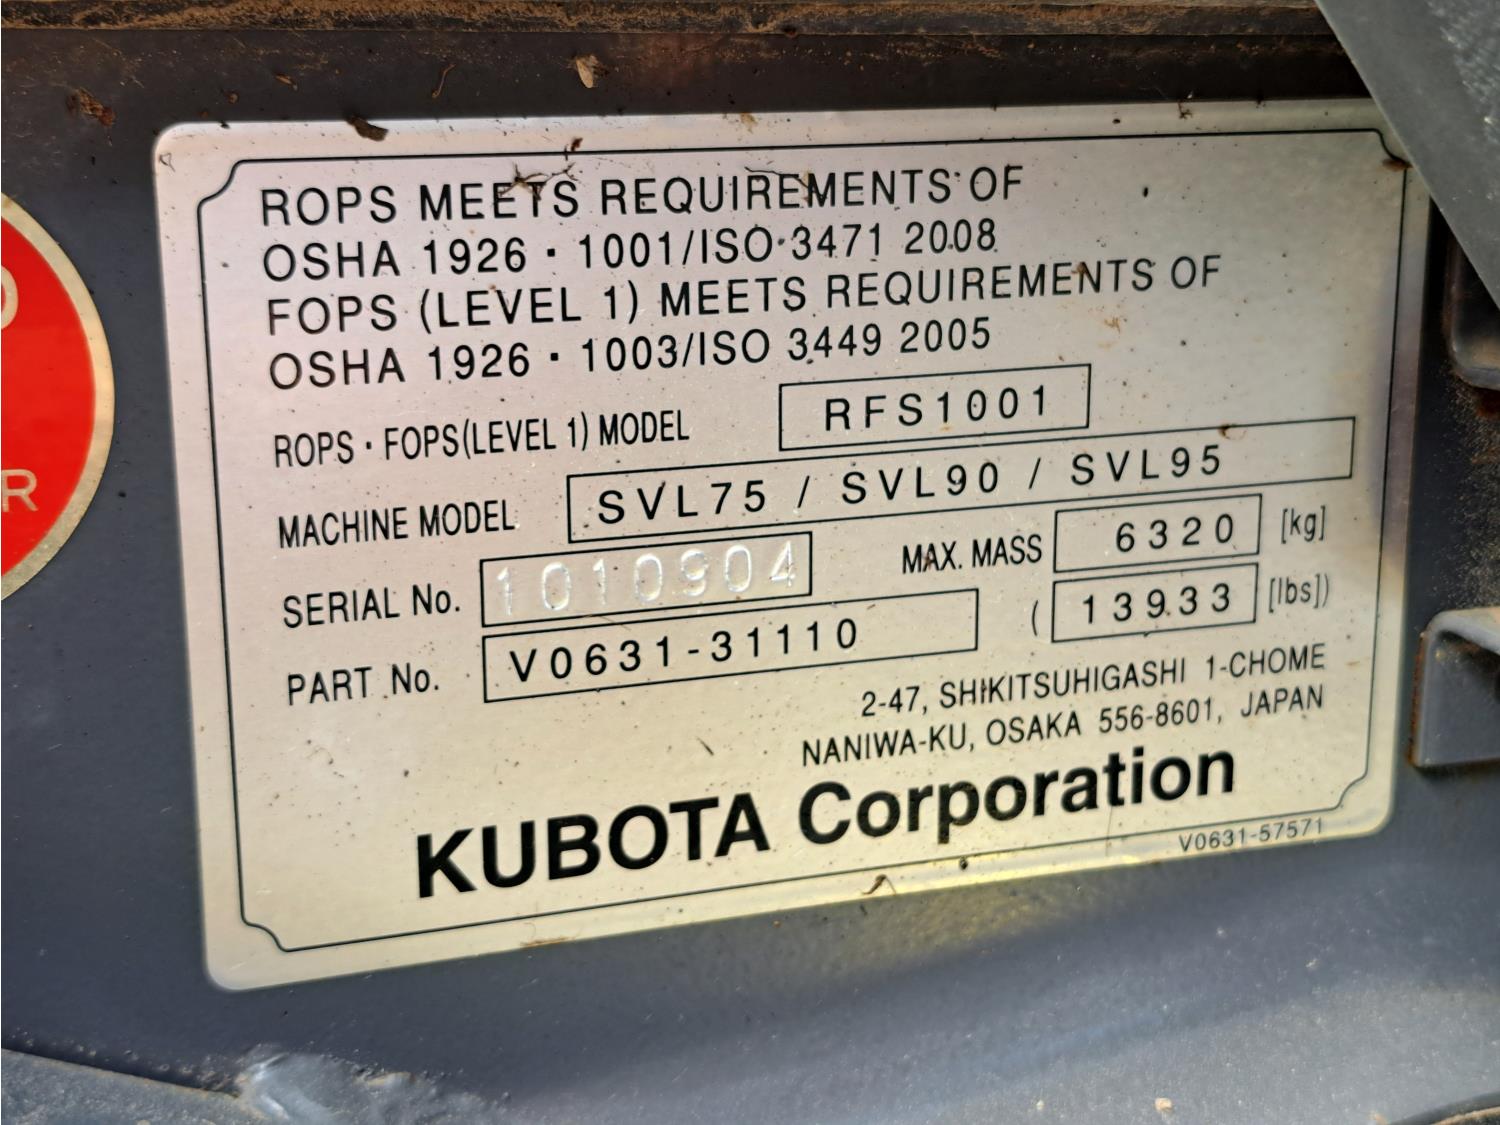 ROPS MEETS REQUIREMENTS OF
OSHA 1926・1001/ISO 3471 2008
FOPS (LEVEL 1) MEETS REQUIREMENTS OF
OSHA 1926・1003/ISO 3449 2005
ROPS・FOPS(LEVEL 1) MODEL RFS1001
MACHINE MODEL SVL75 / SVL90 / SVL95
SERIAL No. 1010904 MAX. MASS 6320 [kg]
PART No. V0631-31110 (13933 [lbs])
2-47, SHIKITSUHIGASHI 1-CHOME
NANIWA-KU, OSAKA 556-8601, JAPAN
KUBOTA Corporation
V0631-57571